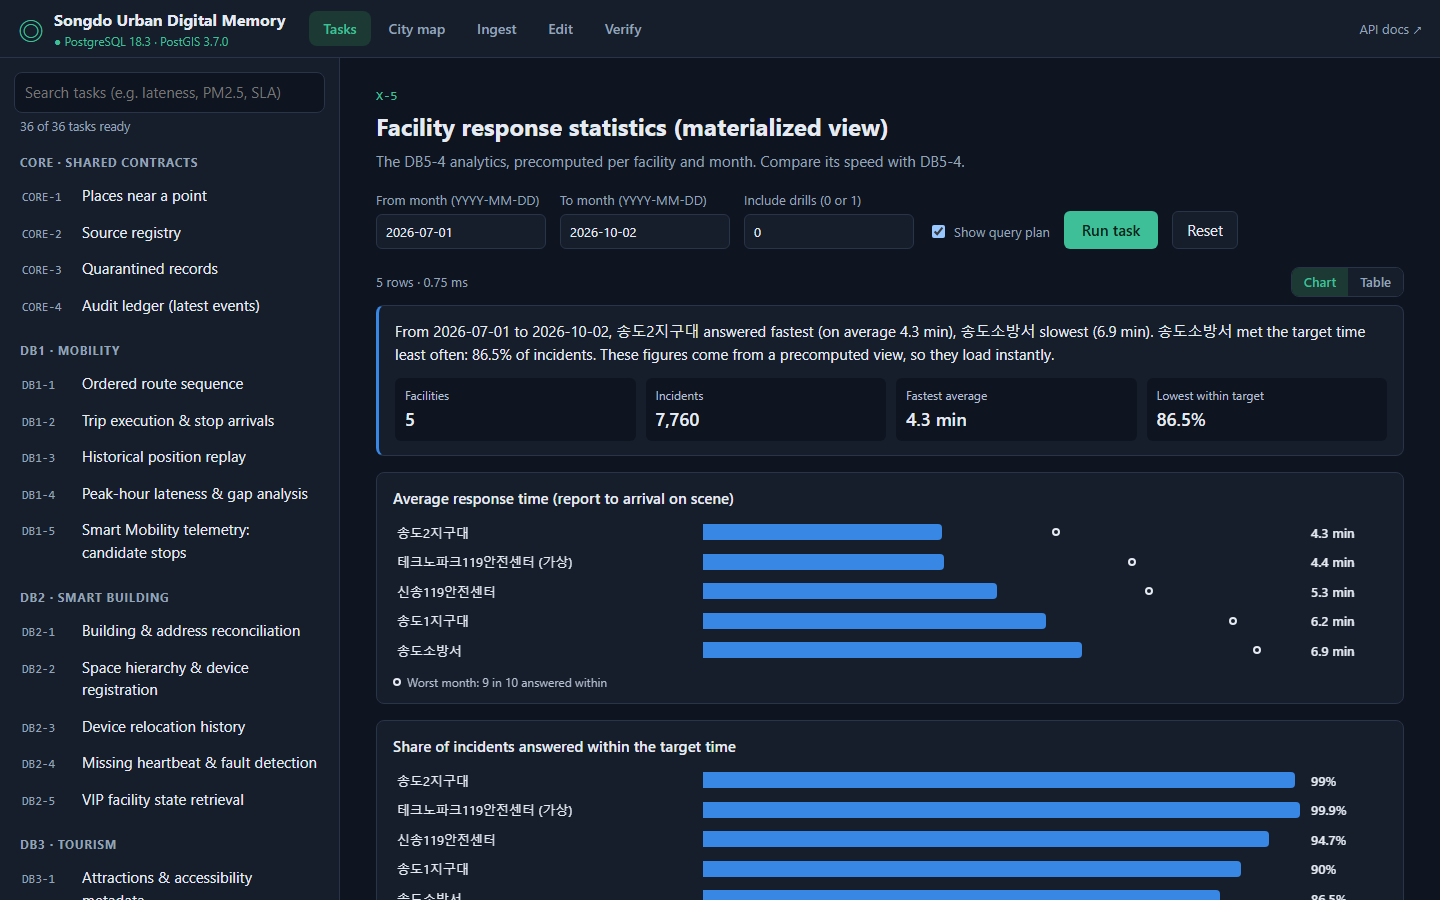 Songdo Urban Digital Memory
PostgreSQL 18.3 · PostGIS 3.7.0
Tasks
City map
Ingest
Edit
Verify
API docs ↗
Search tasks (e.g. lateness, PM2.5, SLA)
36 of 36 tasks ready
CORE · SHARED CONTRACTS
CORE-1 Places near a point
CORE-2 Source registry
CORE-3 Quarantined records
CORE-4 Audit ledger (latest events)
DB1 · MOBILITY
DB1-1 Ordered route sequence
DB1-2 Trip execution & stop arrivals
DB1-3 Historical position replay
DB1-4 Peak-hour lateness & gap analysis
DB1-5 Smart Mobility telemetry:
candidate stops
DB2 · SMART BUILDING
DB2-1 Building & address reconciliation
DB2-2 Space hierarchy & device
registration
DB2-3 Device relocation history
DB2-4 Missing heartbeat & fault detection
DB2-5 VIP facility state retrieval
DB3 · TOURISM
DB3-1 Attractions & accessibility
metadata
X-5
Facility response statistics (materialized view)
The DB5-4 analytics, precomputed per facility and month. Compare its speed with DB5-4.
From month (YYYY-MM-DD)
To month (YYYY-MM-DD)
Include drills (0 or 1)
2026-07-01
2026-10-02
0
Show query plan
Run task
Reset
5 rows · 0.75 ms
Chart
Table
From 2026-07-01 to 2026-10-02, 송도2지구대 answered fastest (on average 4.3 min), 송도소방서 slowest (6.9 min). 송도소방서 met the target time
least often: 86.5% of incidents. These figures come from a precomputed view, so they load instantly.
Facilities
5
Incidents
7,760
Fastest average
4.3 min
Lowest within target
86.5%
Average response time (report to arrival on scene)
송도2지구대 4.3 min
테크노파크119안전센터 (가상) 4.4 min
신송119안전센터 5.3 min
송도1지구대 6.2 min
송도소방서 6.9 min
Worst month: 9 in 10 answered within
Share of incidents answered within the target time
송도2지구대 99%
테크노파크119안전센터 (가상) 99.9%
신송119안전센터 94.7%
송도1지구대 90%
송도소방서 86.5%